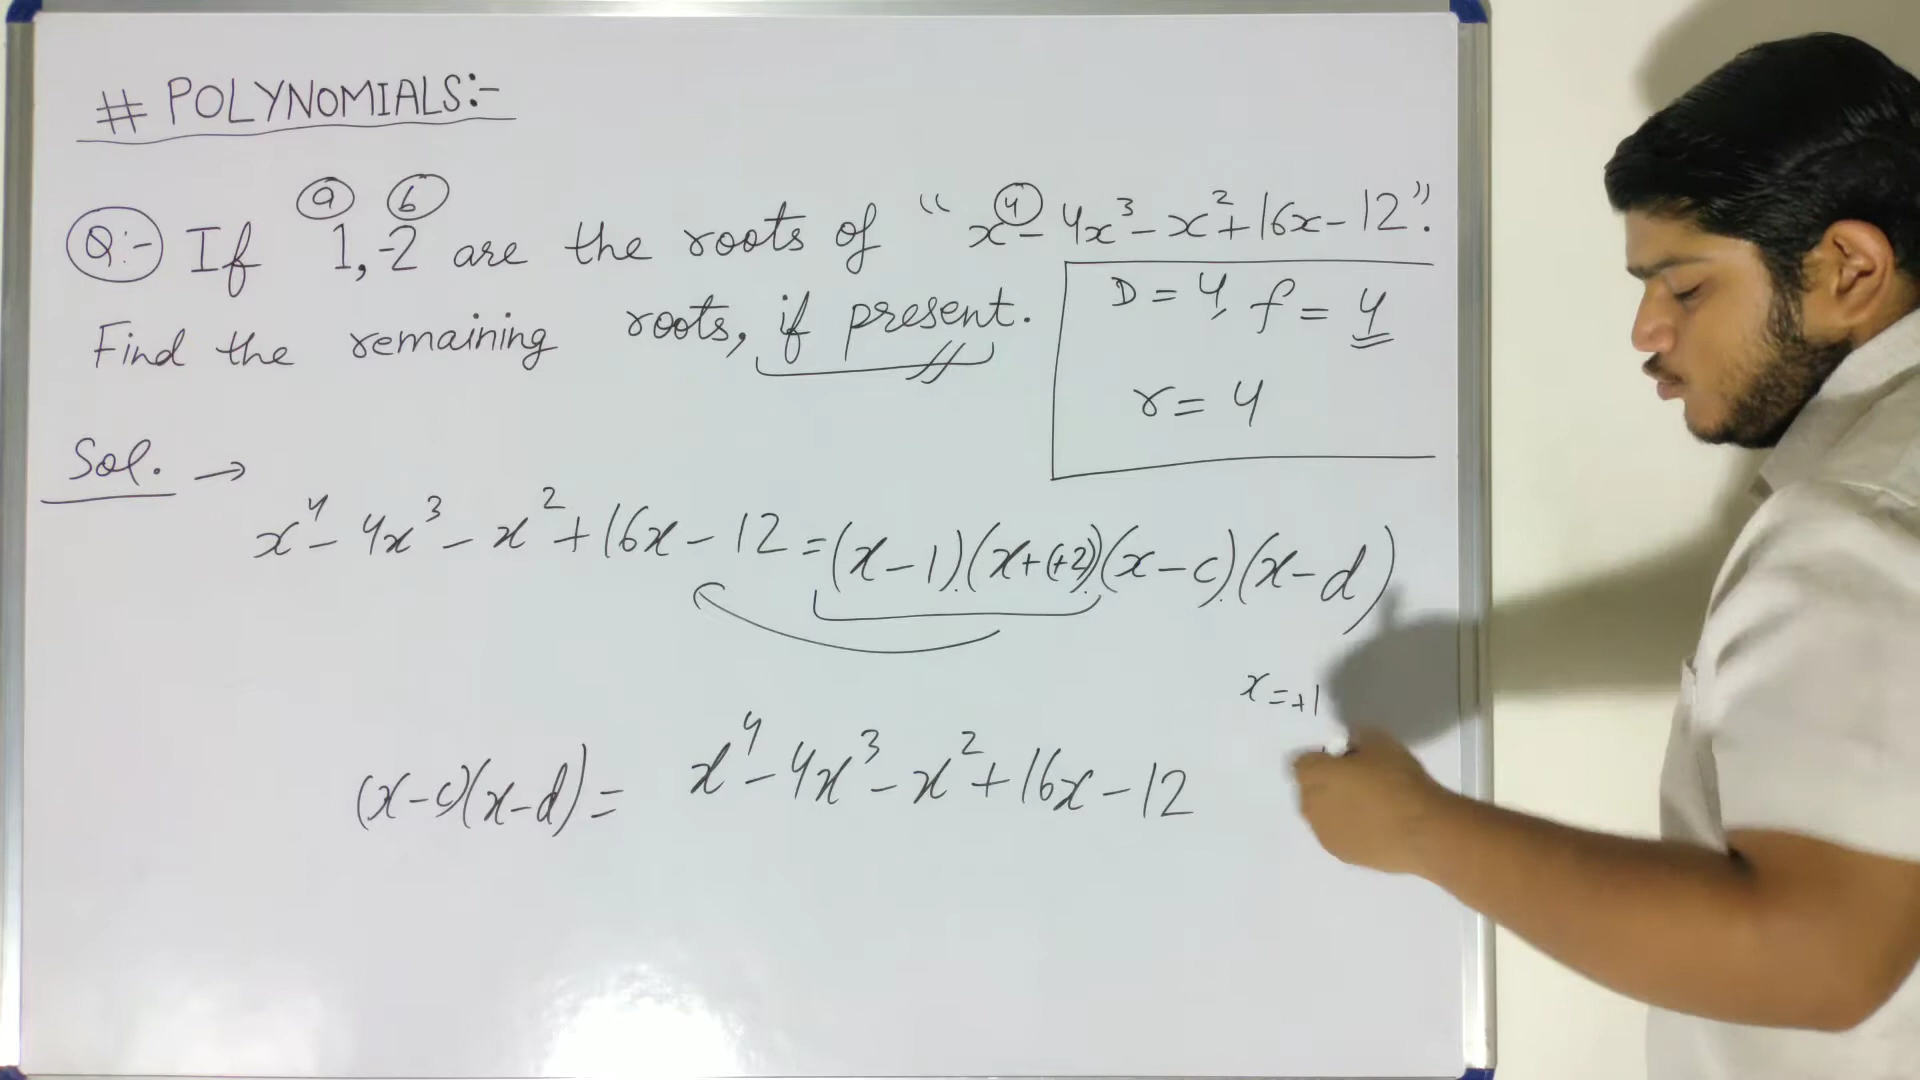 # POLYNOMIALS:-
a b
Q:- If 1, -2 are the roots of "x⁴ - 4x³ - x² + 16x - 12".
Find the remaining roots, if present.
D = 4, f = 4
r = 4
Sol. →
x⁴ - 4x³ - x² + 16x - 12 = (x-1)(x+(+2))(x-c)(x-d)
x = +1
(x-c)(x-d) = x⁴ - 4x³ - x² + 16x - 12